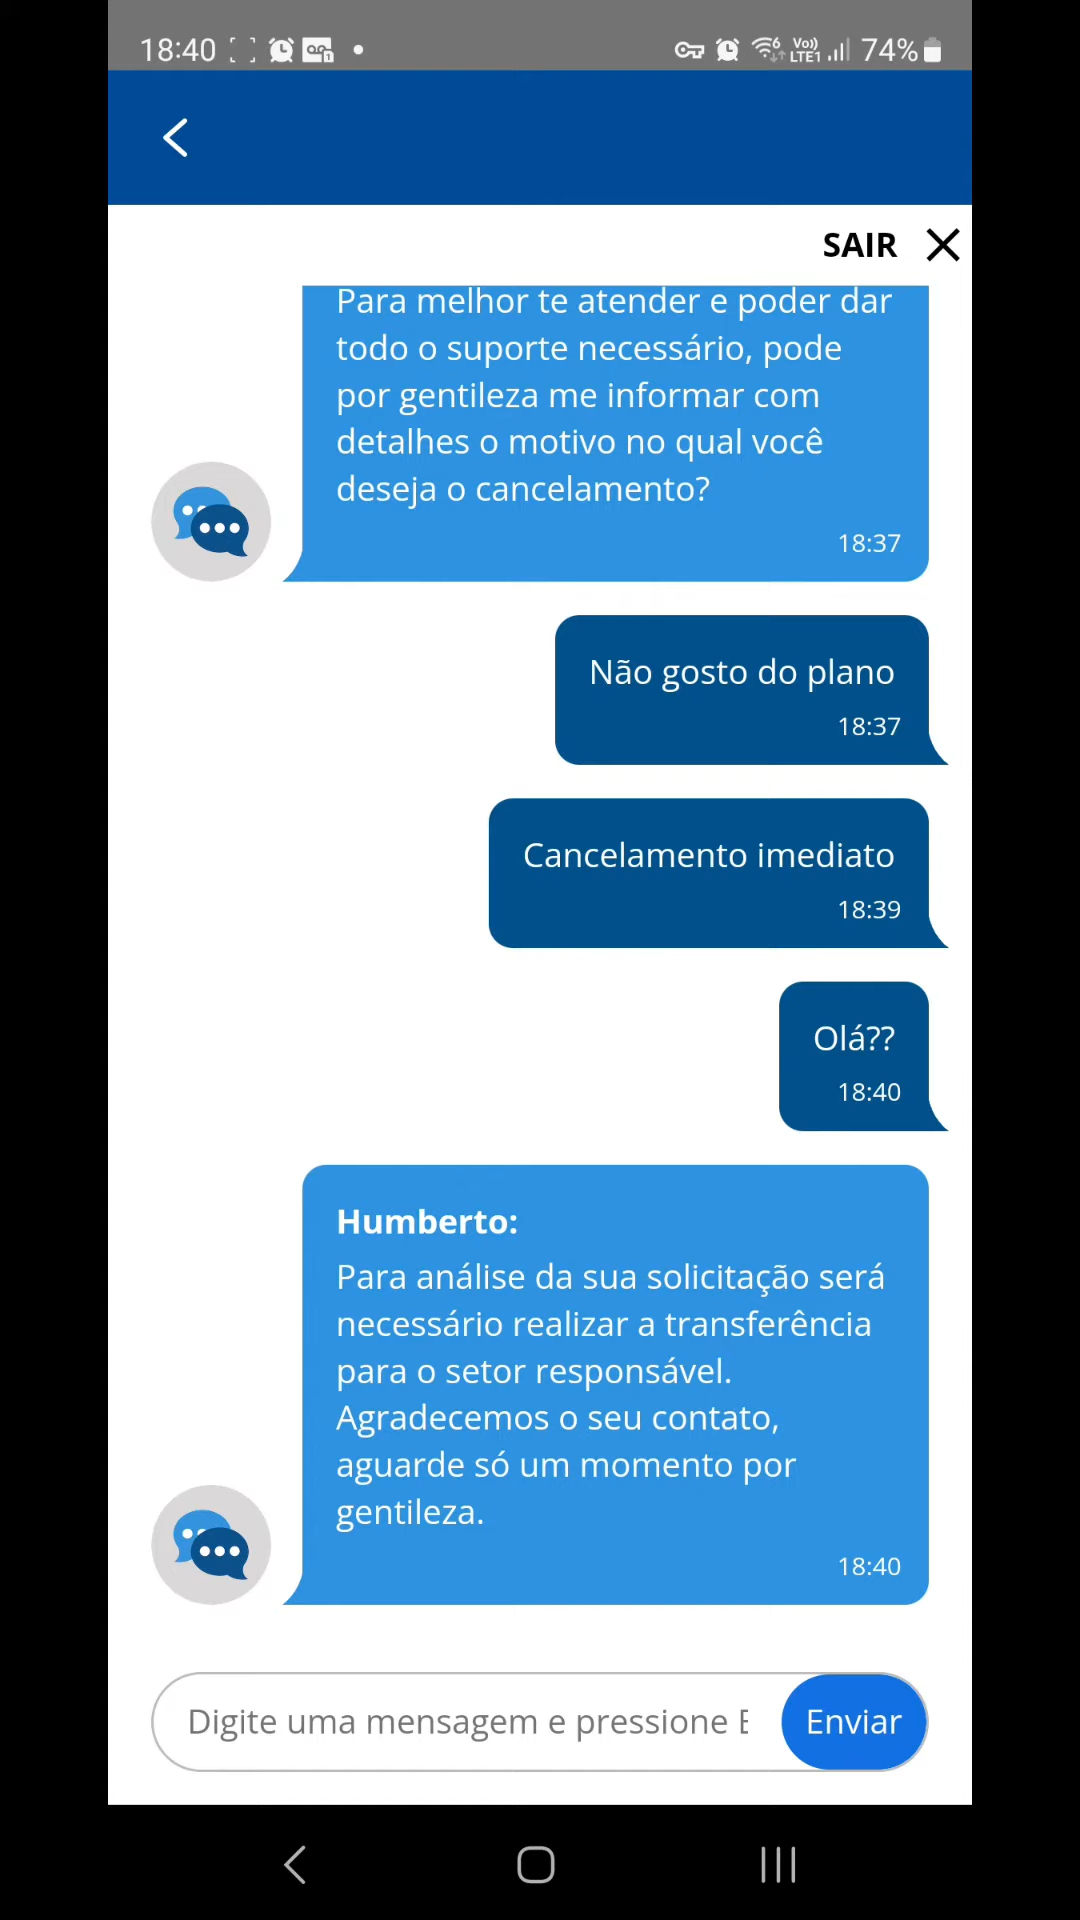 18:40
Vo))
LTE1
74%
SAIR
Para melhor te atender e poder dar
todo o suporte necessário, pode
por gentileza me informar com
detalhes o motivo no qual você
deseja o cancelamento?
18:37
Não gosto do plano
18:37
Cancelamento imediato
18:39
Olá??
18:40
Humberto:
Para análise da sua solicitação será
necessário realizar a transferência
para o setor responsável.
Agradecemos o seu contato,
aguarde só um momento por
gentileza.
18:40
Digite uma mensagem e pressione E
Enviar